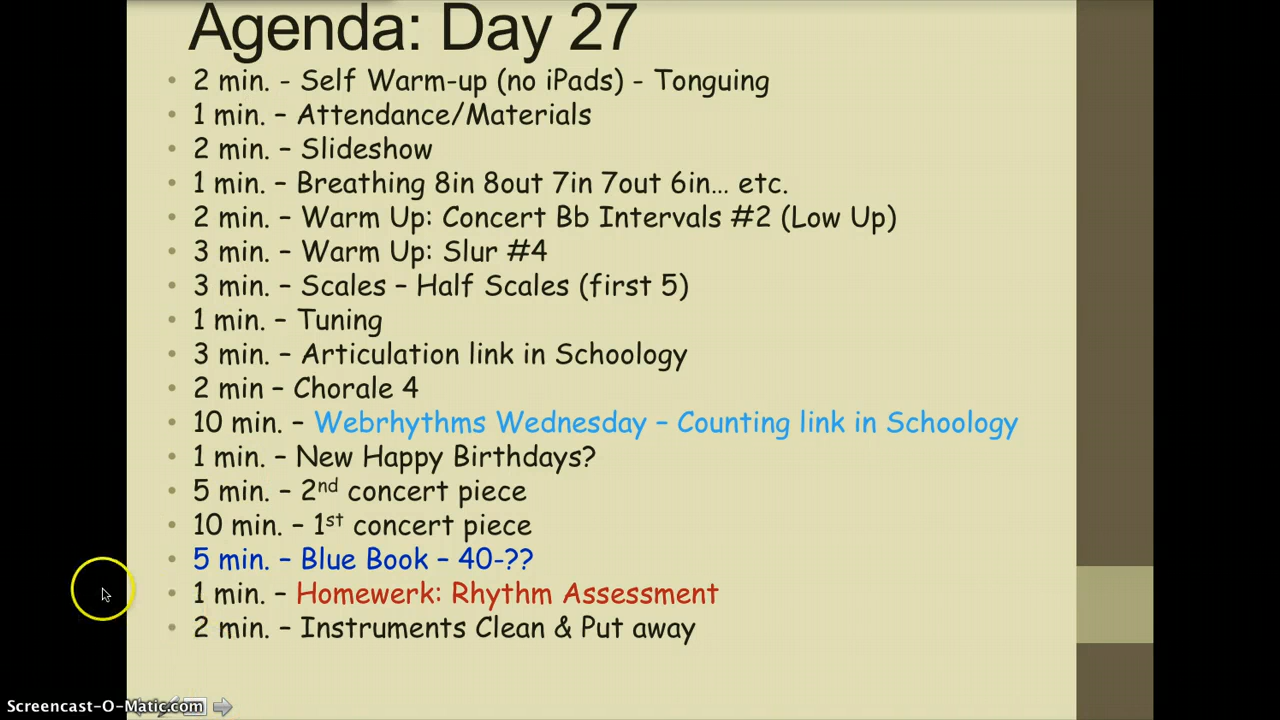 Agenda: Day 27
• 2 min. - Self Warm-up (no iPads) - Tonguing
• 1 min. – Attendance/Materials
• 2 min. – Slideshow
• 1 min. – Breathing 8in 8out 7in 7out 6in… etc.
• 2 min. – Warm Up: Concert Bb Intervals #2 (Low Up)
• 3 min. – Warm Up: Slur #4
• 3 min. – Scales – Half Scales (first 5)
• 1 min. – Tuning
• 3 min. – Articulation link in Schoology
• 2 min – Chorale 4
• 10 min. – Webrhythms Wednesday – Counting link in Schoology
• 1 min. – New Happy Birthdays?
• 5 min. – 2nd concert piece
• 10 min. – 1st concert piece
• 5 min. – Blue Book – 40-??
• 1 min. – Homewerk: Rhythm Assessment
• 2 min. – Instruments Clean & Put away
Screencast-O-Matic.com